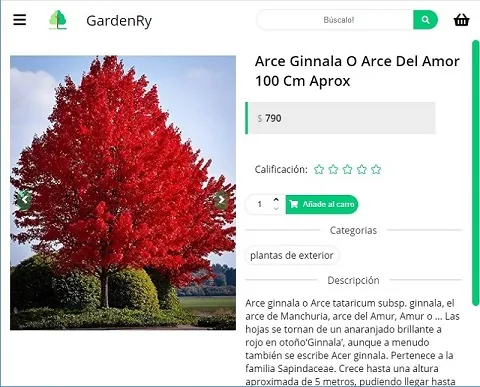 GardenRy
Búscalo!
Arce Ginnala O Arce Del Amor
100 Cm Aprox
$ 790
Calificación:
1
Añade al carro
Categorias
plantas de exterior
Descripción
Arce ginnala o Arce tataricum subsp. ginnala, el
arce de Manchuria, arce del Amur, Amur o ... Las
hojas se tornan de un anaranjado brillante a
rojo en otoño‘Ginnala’, aunque a menudo
también se escribe Acer ginnala. Pertenece a la
familia Sapindaceae. Crece hasta una altura
aproximada de 5 metros, pudiendo llegar hasta